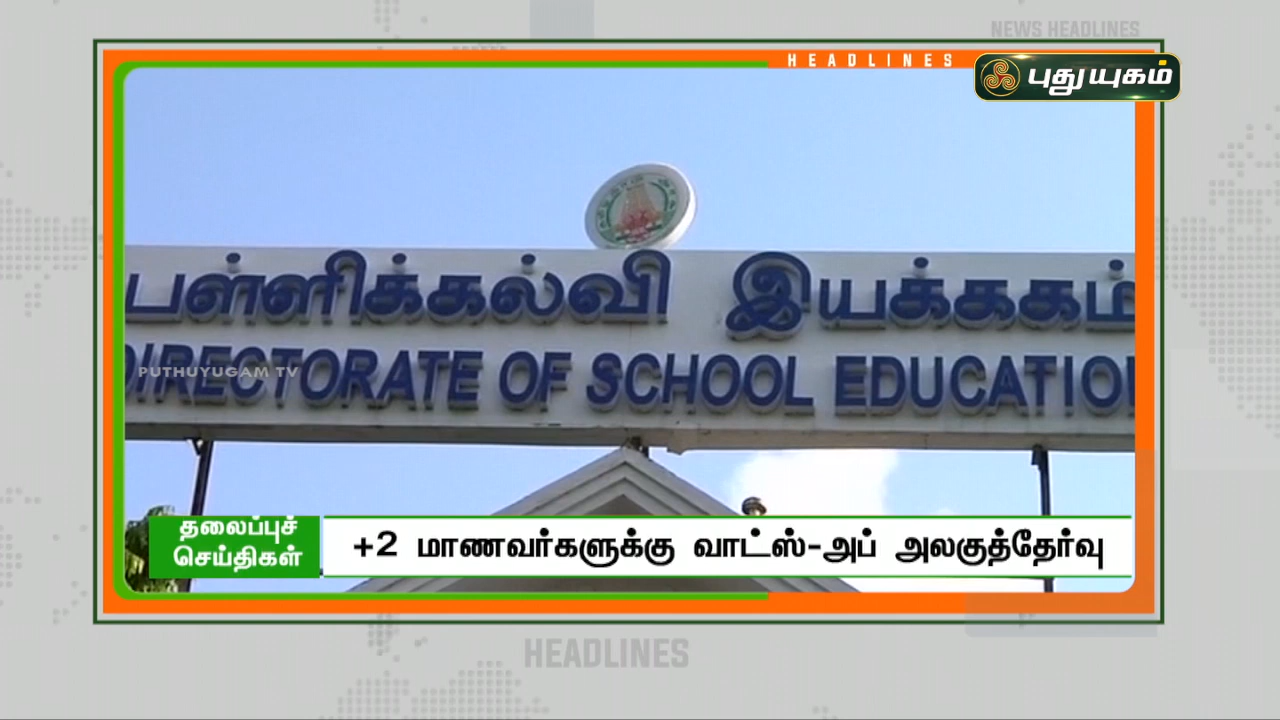 NEWS HEADLINES
HEADLINES
புதுயுகம்
பள்ளிக்கல்வி இயக்ககம்
DIRECTORATE OF SCHOOL EDUCATION
PUTHUYUGAM TV
தலைப்புச்
செய்திகள்
+2 மாணவர்களுக்கு வாட்ஸ்-அப் அலகுத்தேர்வு
HEADLINES